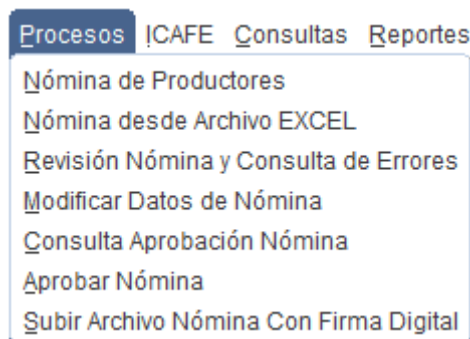 Procesos ICAFE Consultas Reportes
Nómina de Productores
Nómina desde Archivo EXCEL
Revisión Nómina y Consulta de Errores
Modificar Datos de Nómina
Consulta Aprobación Nómina
Aprobar Nómina
Subir Archivo Nómina Con Firma Digital